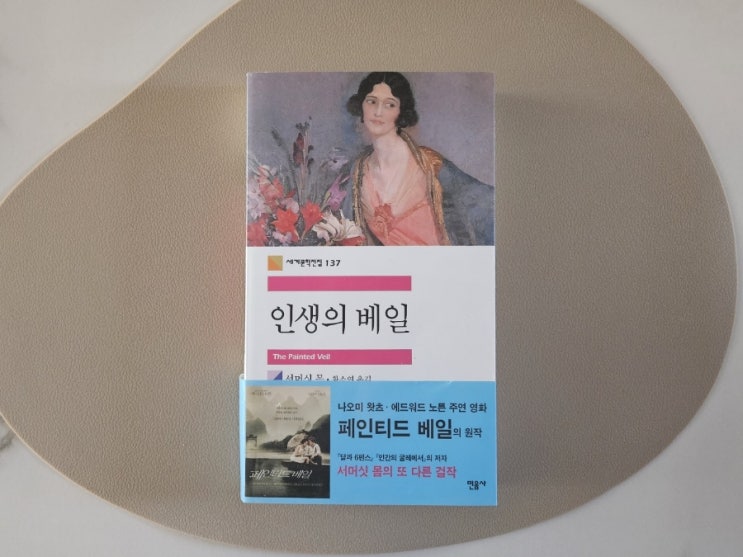 세계문학전집 137
인생의 베일
The Painted Veil
서머싯 몸·황소연 옮김
나오미 왓츠·에드워드 노튼 주연 영화
페인티드 베일의 원작
『달과 6펜스』, 『인간의 굴레에서』의 저자
서머싯 몸의 또 다른 걸작
민음사
페인티드 베일